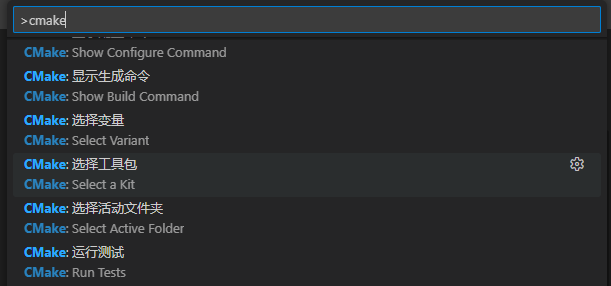 >cmake
CMake: Show Configure Command
CMake: 显示生成命令
CMake: Show Build Command
CMake: 选择变量
CMake: Select Variant
CMake: 选择工具包
CMake: Select a Kit
CMake: 选择活动文件夹
CMake: Select Active Folder
CMake: 运行测试
CMake: Run Tests